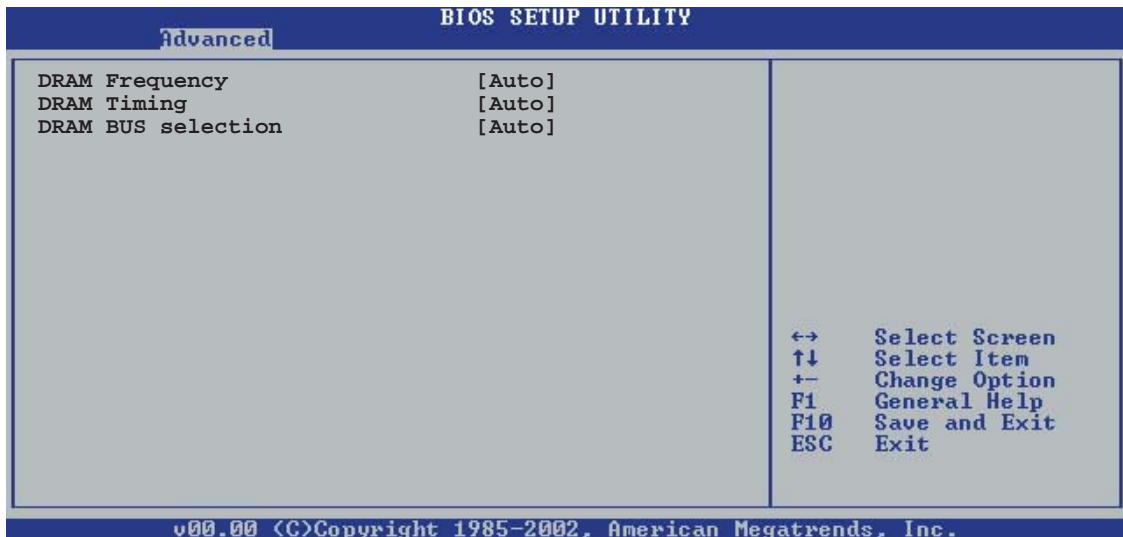 BIOS SETUP UTILITY
Advanced
DRAM Frequency [Auto]
DRAM Timing [Auto]
DRAM BUS selection [Auto]
←→ Select Screen
↑↓ Select Item
+- Change Option
F1 General Help
F10 Save and Exit
ESC Exit
v00.00 (C)Copyright 1985-2002, American Megatrends, Inc.